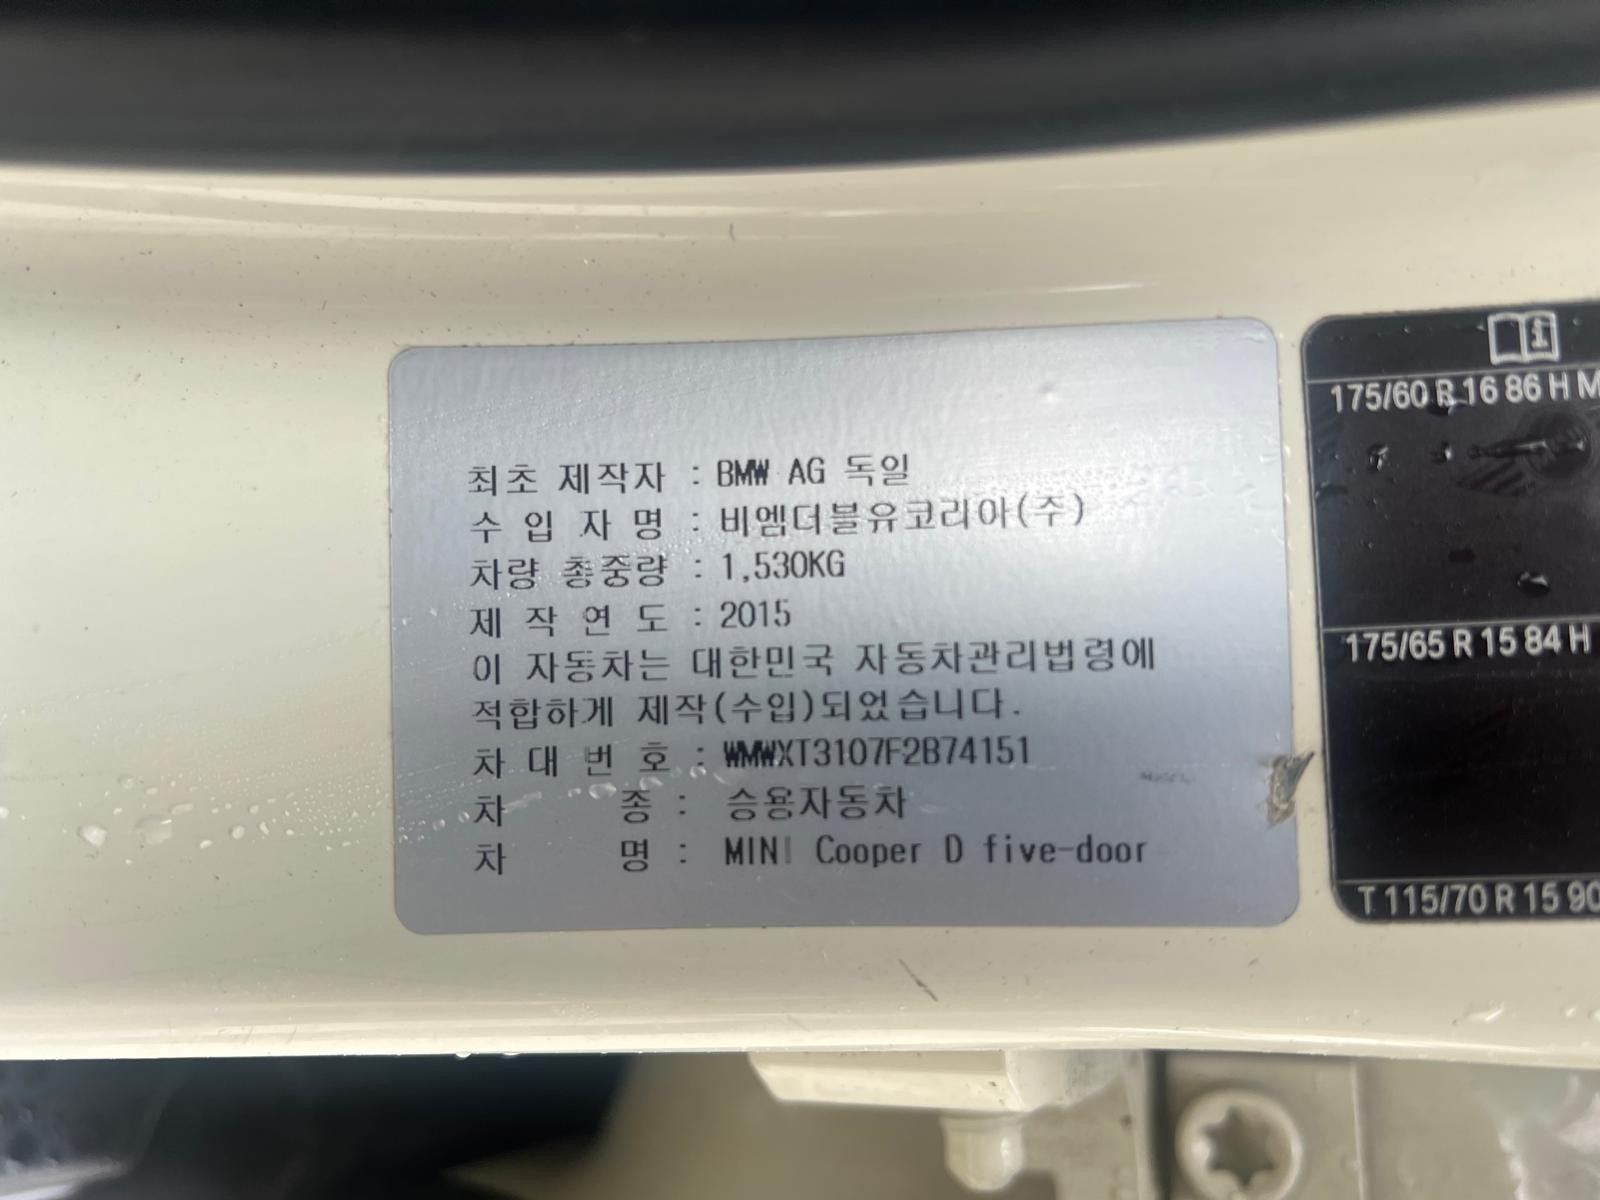 최초 제작자 : BMW AG 독일
수 입 자 명 : 비엠더블유코리아(주)
차량 총중량 : 1,530KG
제 작 연 도 : 2015
이 자동차는 대한민국 자동차관리법령에
적합하게 제작(수입)되었습니다.
차 대 번 호 : WMWXT3107F2B74151
차 종 : 승용자동차
차 명 : MINI Cooper D five-door
175/60 R 16 86 H M
175/65 R 15 84 H
T 115/70 R 15 90